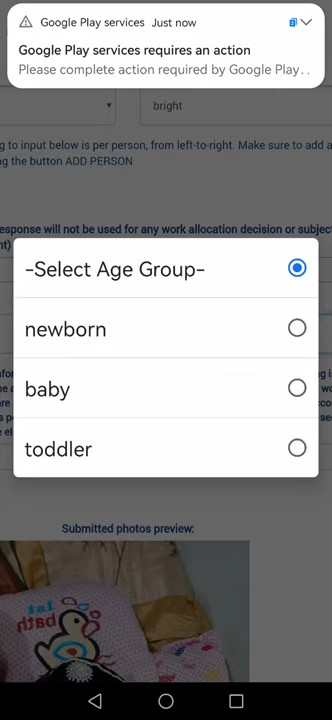 Google Play services Just now
Google Play services requires an action
Please complete action required by Google Play..
bright
g to input below is per person, from left-to-right. Make sure to add a
ng the button ADD PERSON
esponse will not be used for any work allocation decision or subject
nt)
-Select Age Group-
newborn
baby
toddler
Submitted photos preview:
1st
bath